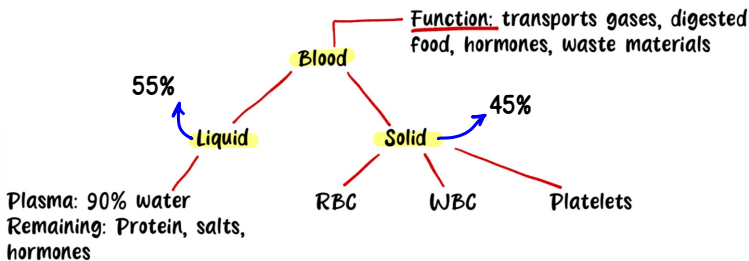 Function: transports gases, digested
food, hormones, waste materials
Blood
55%
45%
Liquid
Solid
Plasma: 90% water
Remaining: Protein, salts,
hormones
RBC
WBC
Platelets